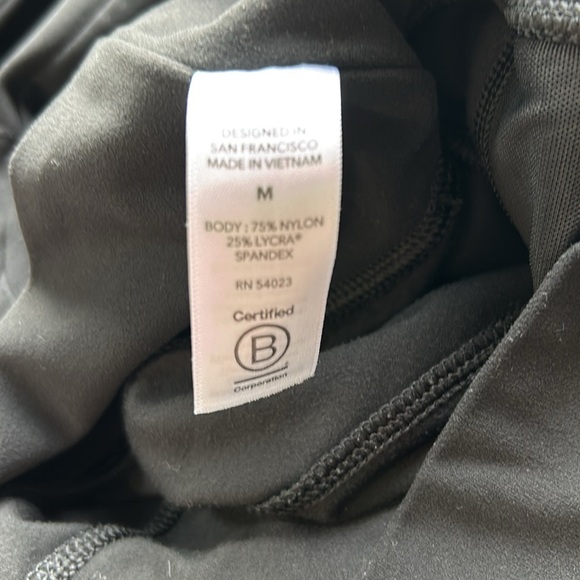 DESIGNED IN
SAN FRANCISCO
MADE IN VIETNAM
M
BODY : 75% NYLON
25% LYCRA®
SPANDEX
RN 54023
Certified
B
Corporation